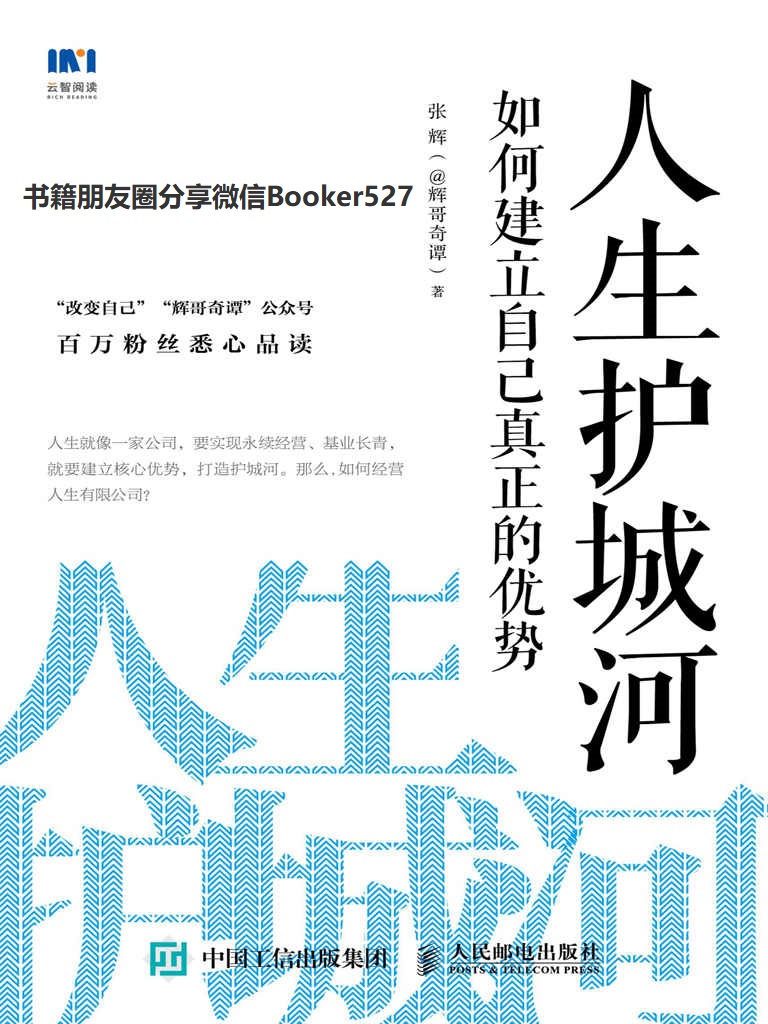 云智阅读
RICH READING
人生护城河
如何建立自己真正的优势
张辉（@辉哥奇谭）著
书籍朋友圈分享微信Booker527
“改变自己”“辉哥奇谭”公众号
百万粉丝悉心品读
人生就像一家公司，要实现永续经营、基业长青，
就要建立核心优势，打造护城河。那么，如何经营
人生有限公司？
人生
护城河
中国工信出版集团
人民邮电出版社
POSTS & TELECOM PRESS